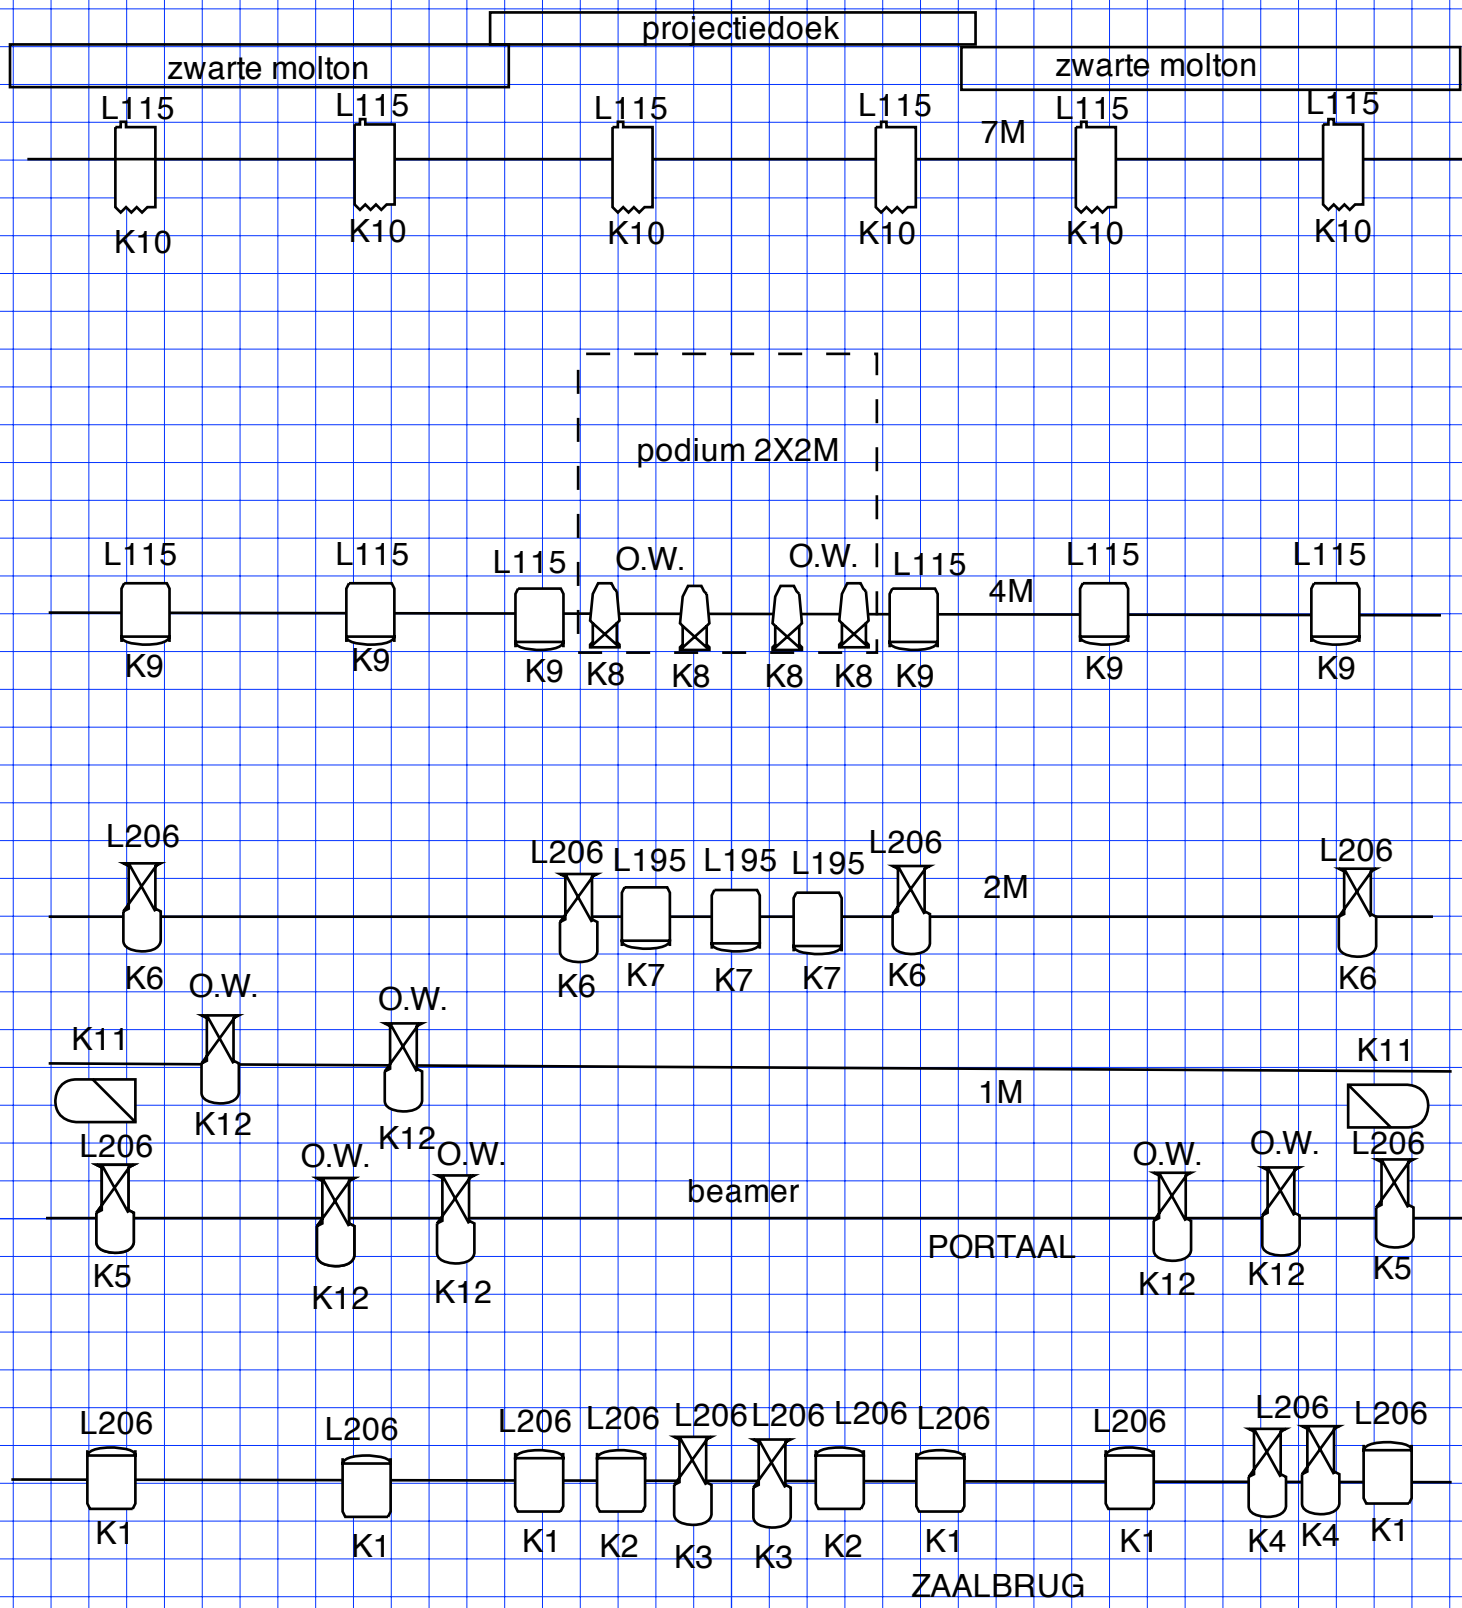 projectiedoek
zwarte molton
zwarte molton
L115 L115 L115 L115 L115 L115
7M
K10 K10 K10 K10 K10 K10
podium 2X2M
L115 L115 L115 O.W. O.W. L115 L115 L115
4M
K9 K9 K9 K8 K8 K8 K8 K9 K9 K9
L206 L206 L195 L195 L195 L206 L206
2M
K6 K6 K7 K7 K7 K6 K6
O.W. O.W.
K11 K11
1M
K12 K12
L206 O.W. O.W. O.W. O.W. L206
beamer
PORTAAL
K5 K12 K12 K12 K12 K5
L206 L206 L206 L206 L206 L206 L206 L206 L206 L206 L206
K1 K1 K1 K2 K3 K3 K2 K1 K1 K4 K4 K1
ZAALBRUG